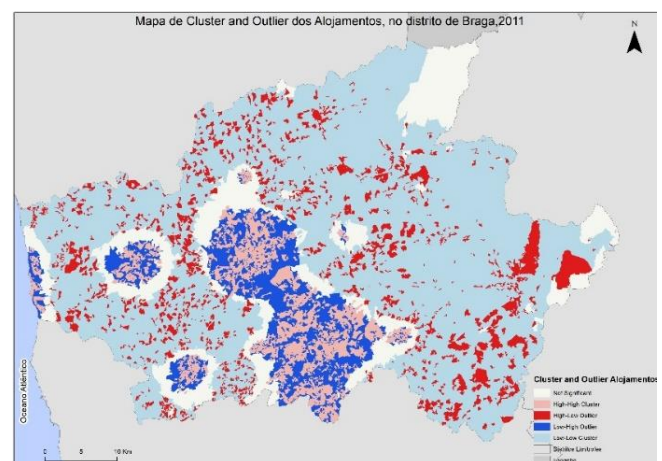 Mapa de Cluster and Outlier dos Alojamentos, no distrito de Braga,2011
N
Oceano Atlântico
Cluster and Outlier Alojamentos
Not Significant
High-High Cluster
High-Low Outlier
Low-High Outlier
Low-Low Cluster
0 5 10 Km